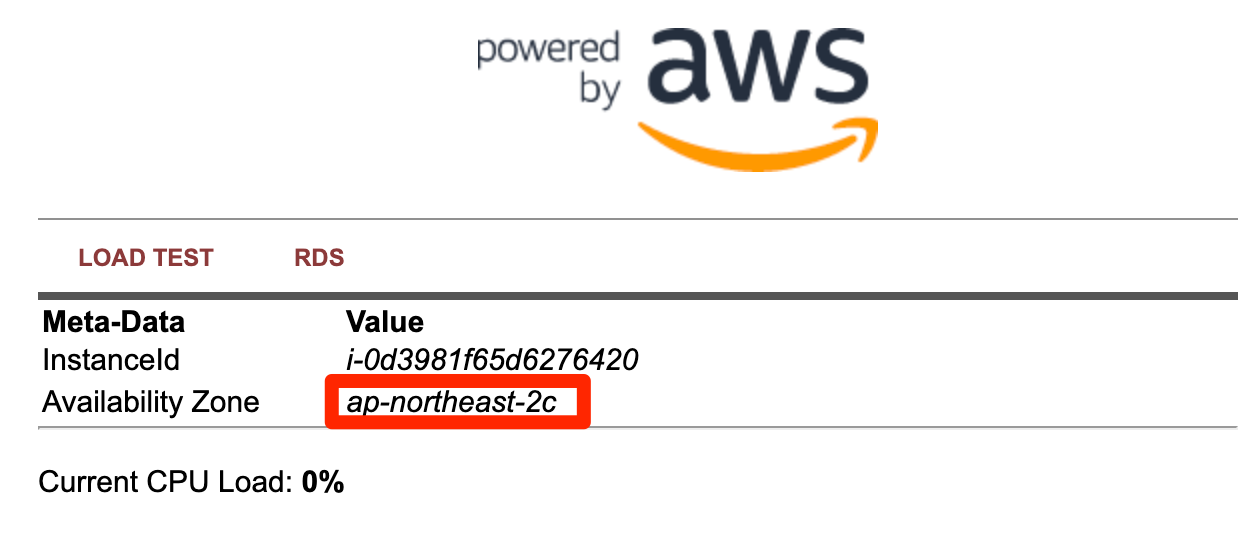 powered
by aws
LOAD TEST RDS
Meta-Data Value
InstanceId i-0d3981f65d6276420
Availability Zone ap-northeast-2c
Current CPU Load: 0%